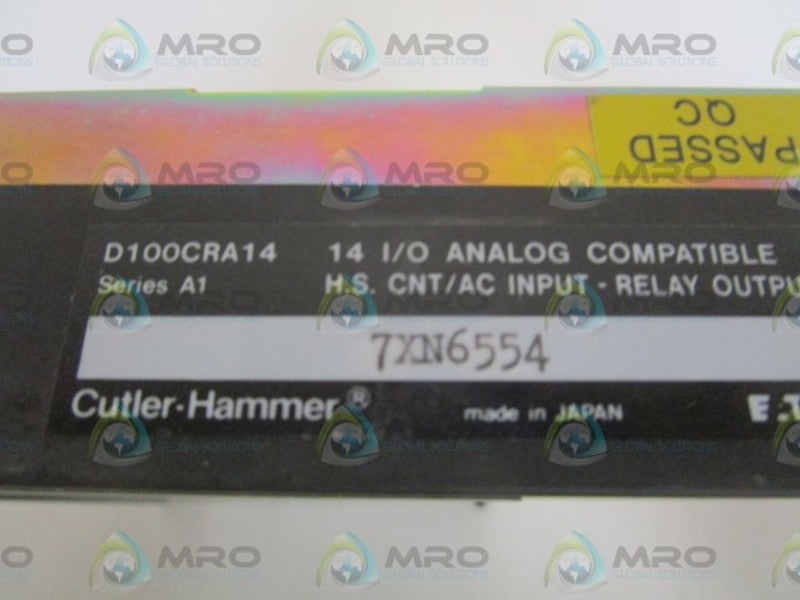 MRO
GLOBAL SOLUTIONS
PASSED
QC
D100CRA14 14 I/O ANALOG COMPATIBLE
Series A1 H.S. CNT/AC INPUT - RELAY OUTPU
7XN6554
Cutler-Hammer® made in JAPAN